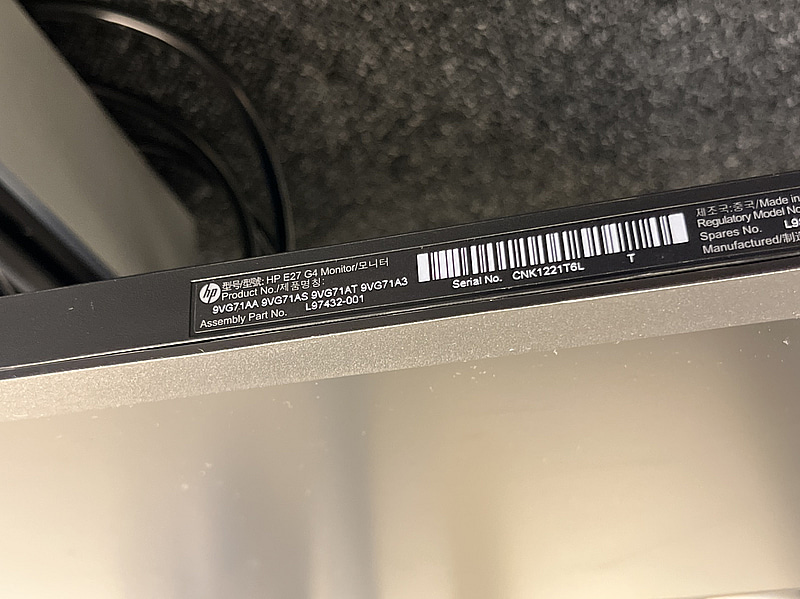 hp
型号/型號: HP E27 G4 Monitor/모니터
Product No./제품명칭:
9VG71AA 9VG71AS 9VG71AT 9VG71A3
Assembly Part No. L97432-001
Serial No. CNK1221T6L T
제조국:중국/Made in
Regulatory Model No
Spares No.
Manufactured/制造